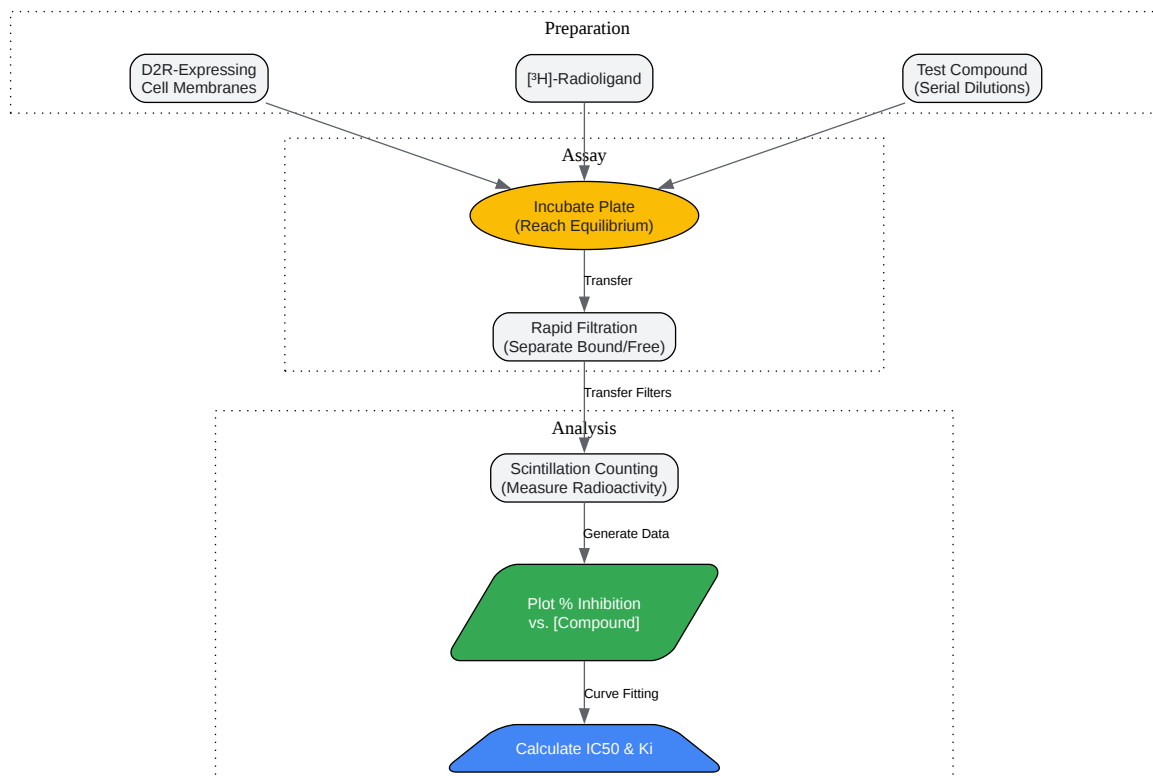 Preparation
D2R-Expressing
Cell Membranes
[³H]-Radioligand
Test Compound
(Serial Dilutions)
Assay
Incubate Plate
(Reach Equilibrium)
Transfer
Rapid Filtration
(Separate Bound/Free)
Transfer Filters
Analysis
Scintillation Counting
(Measure Radioactivity)
Generate Data
Plot % Inhibition
vs. [Compound]
Curve Fitting
Calculate IC50 & Ki